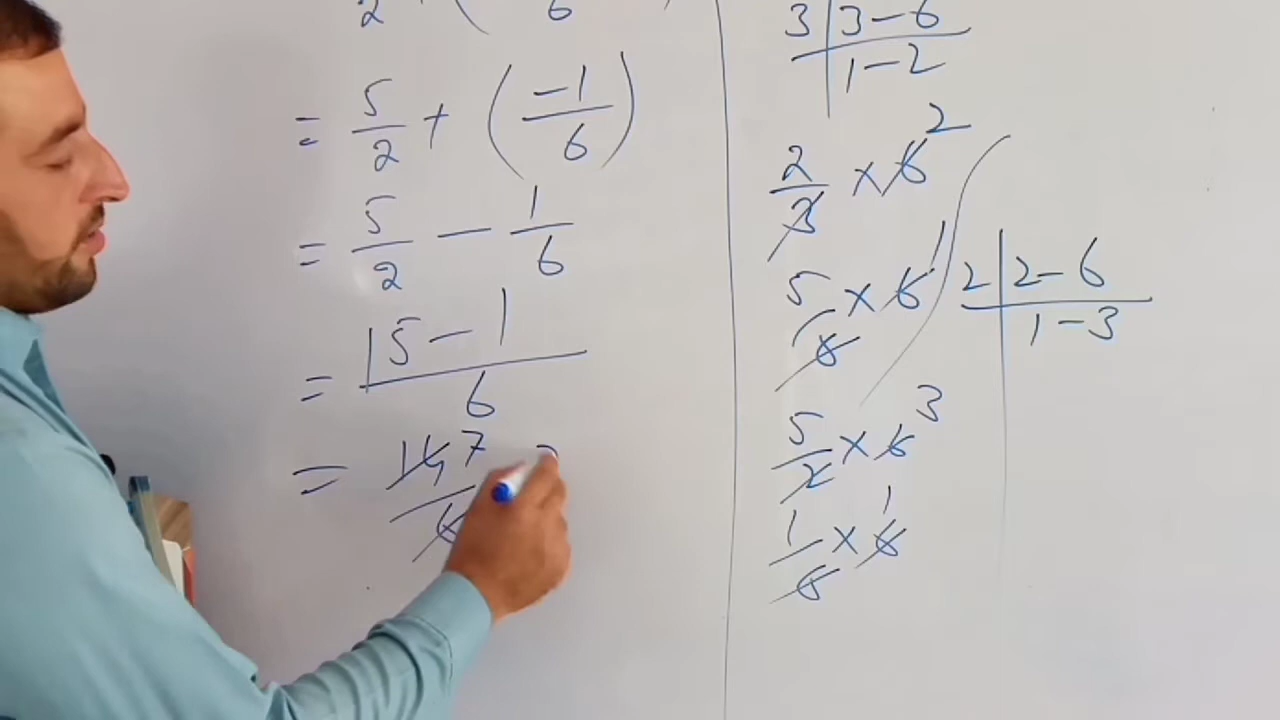 2 + ( 6
= 5/2 + (-1/6)
= 5/2 - 1/6
= 15 - 1 / 6
= 14 7 / 6
3 | 3 - 6
1 - 2
2/3 × 6 2
5/6 × 6 1
2 | 2 - 6
1 - 3
5/2 × 6 3
1/6 × 6 1